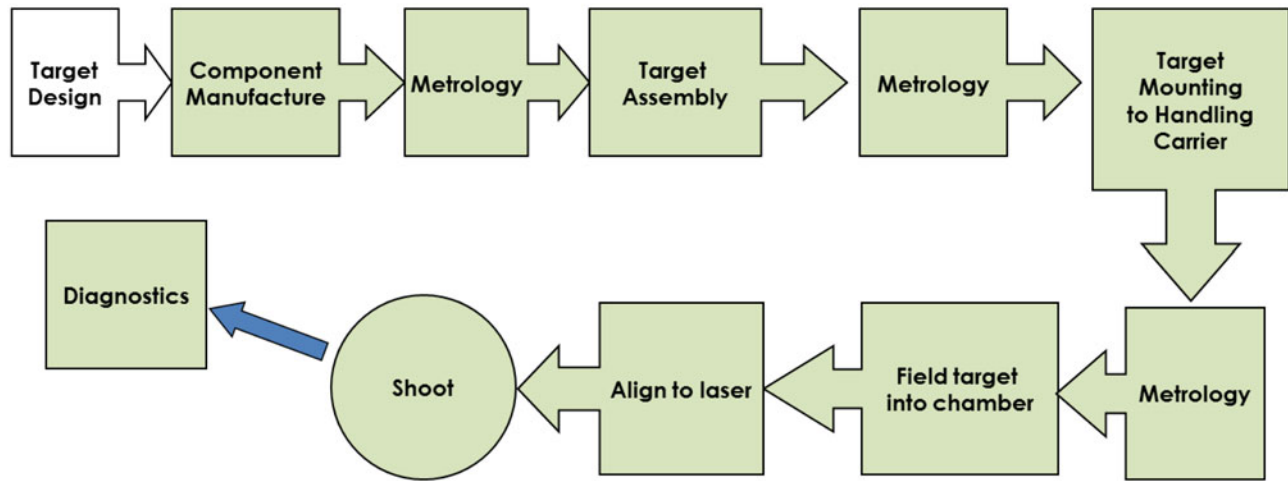 Target
Design
Component
Manufacture
Metrology
Target
Assembly
Metrology
Target
Mounting
to Handling
Carrier
Metrology
Field target
into chamber
Align to laser
Shoot
Diagnostics